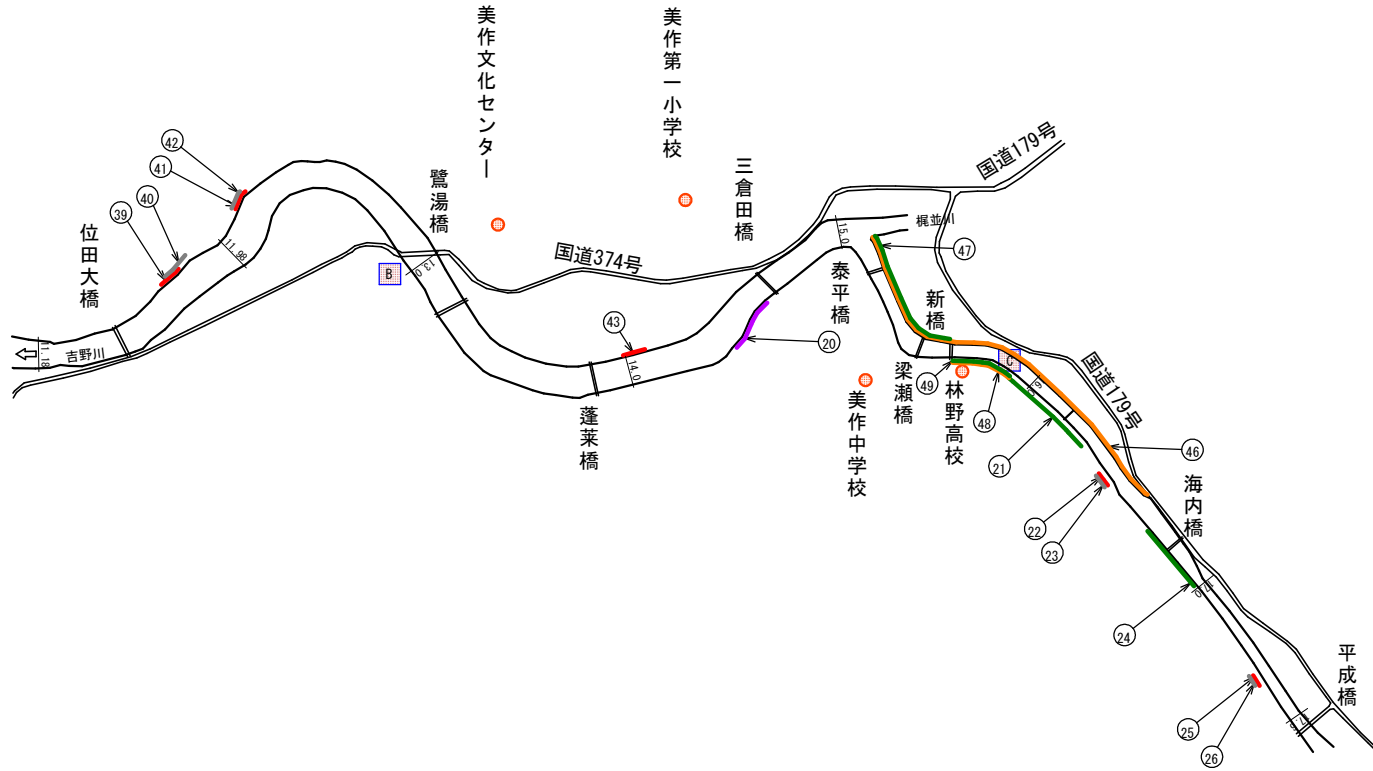 美作文化センター
美作第一小学校
国道179号
三倉田橋
鷺湯橋
位田大橋
42
41
40
39
11.98
13.0
国道374号
15.0
梶並川
47
B
泰平橋
新橋
43
14.0
20
吉野川
11.18
蓬莱橋
美作中学校
梁瀬橋
49
林野高校
C
48
21
国道179号
46
海内橋
22
23
24
平成橋
25
26